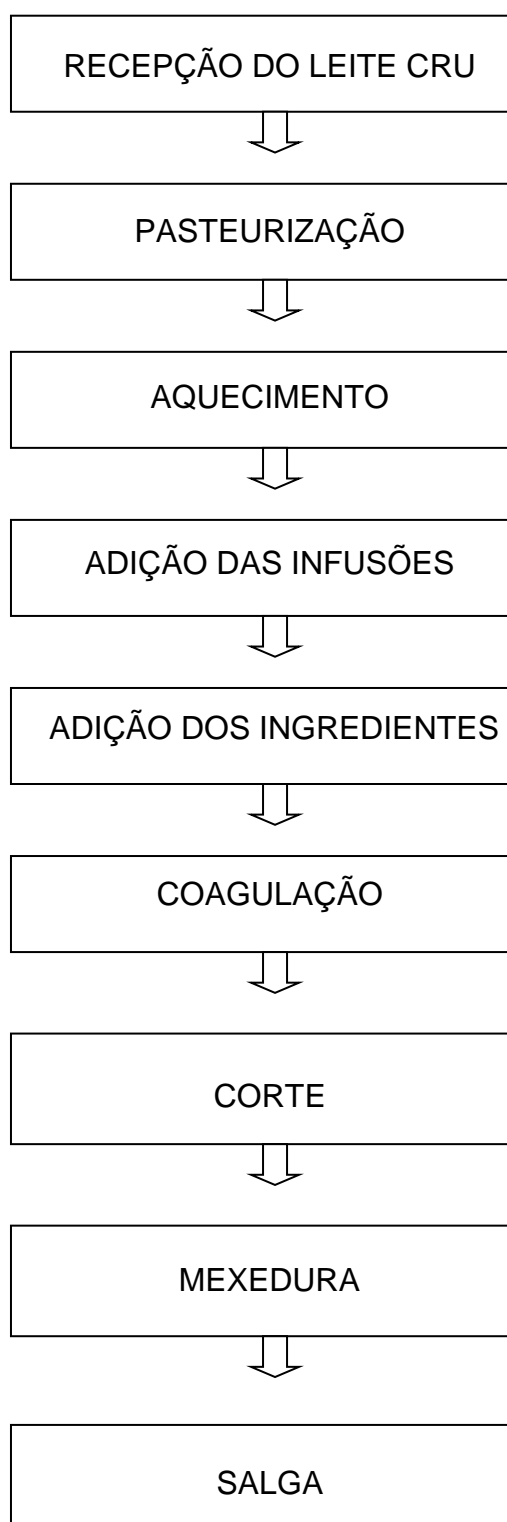 RECEPÇÃO DO LEITE CRU
PASTEURIZAÇÃO
AQUECIMENTO
ADIÇÃO DAS INFUSÕES
ADIÇÃO DOS INGREDIENTES
COAGULAÇÃO
CORTE
MEXEDURA
SALGA